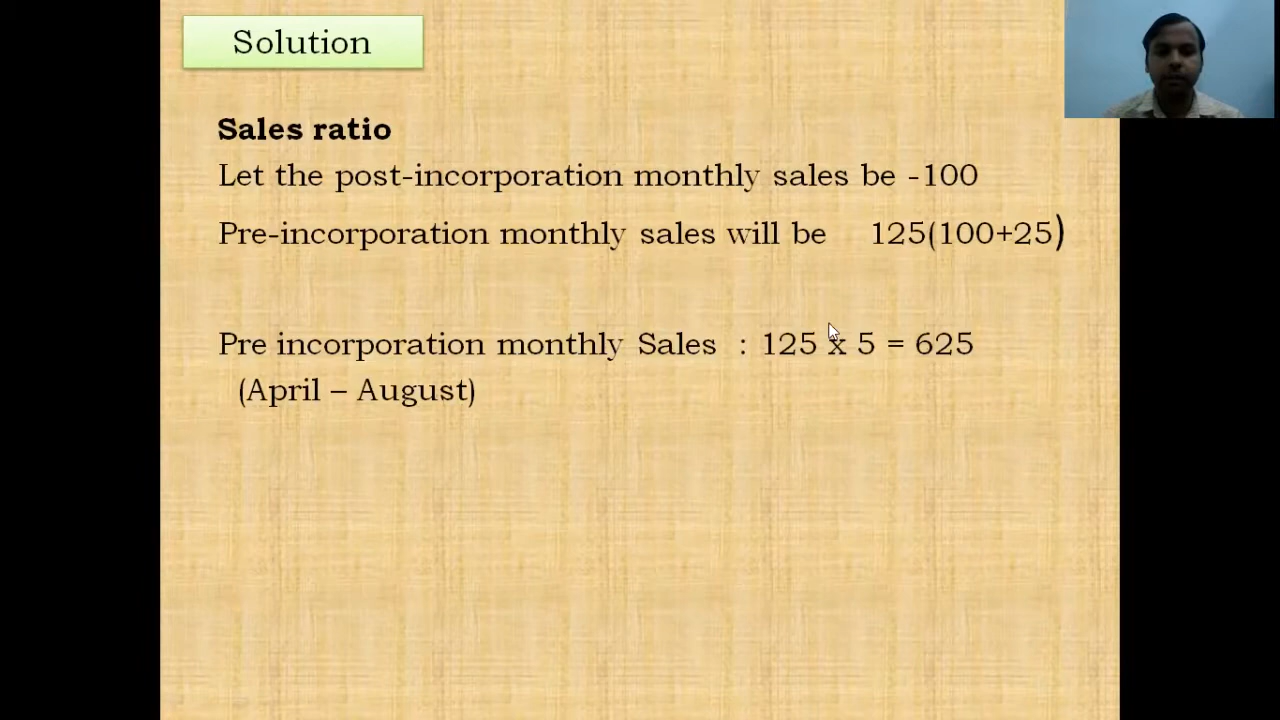 Solution
Sales ratio
Let the post-incorporation monthly sales be -100
Pre-incorporation monthly sales will be 125(100+25)
Pre incorporation monthly Sales : 125 x 5 = 625
(April – August)